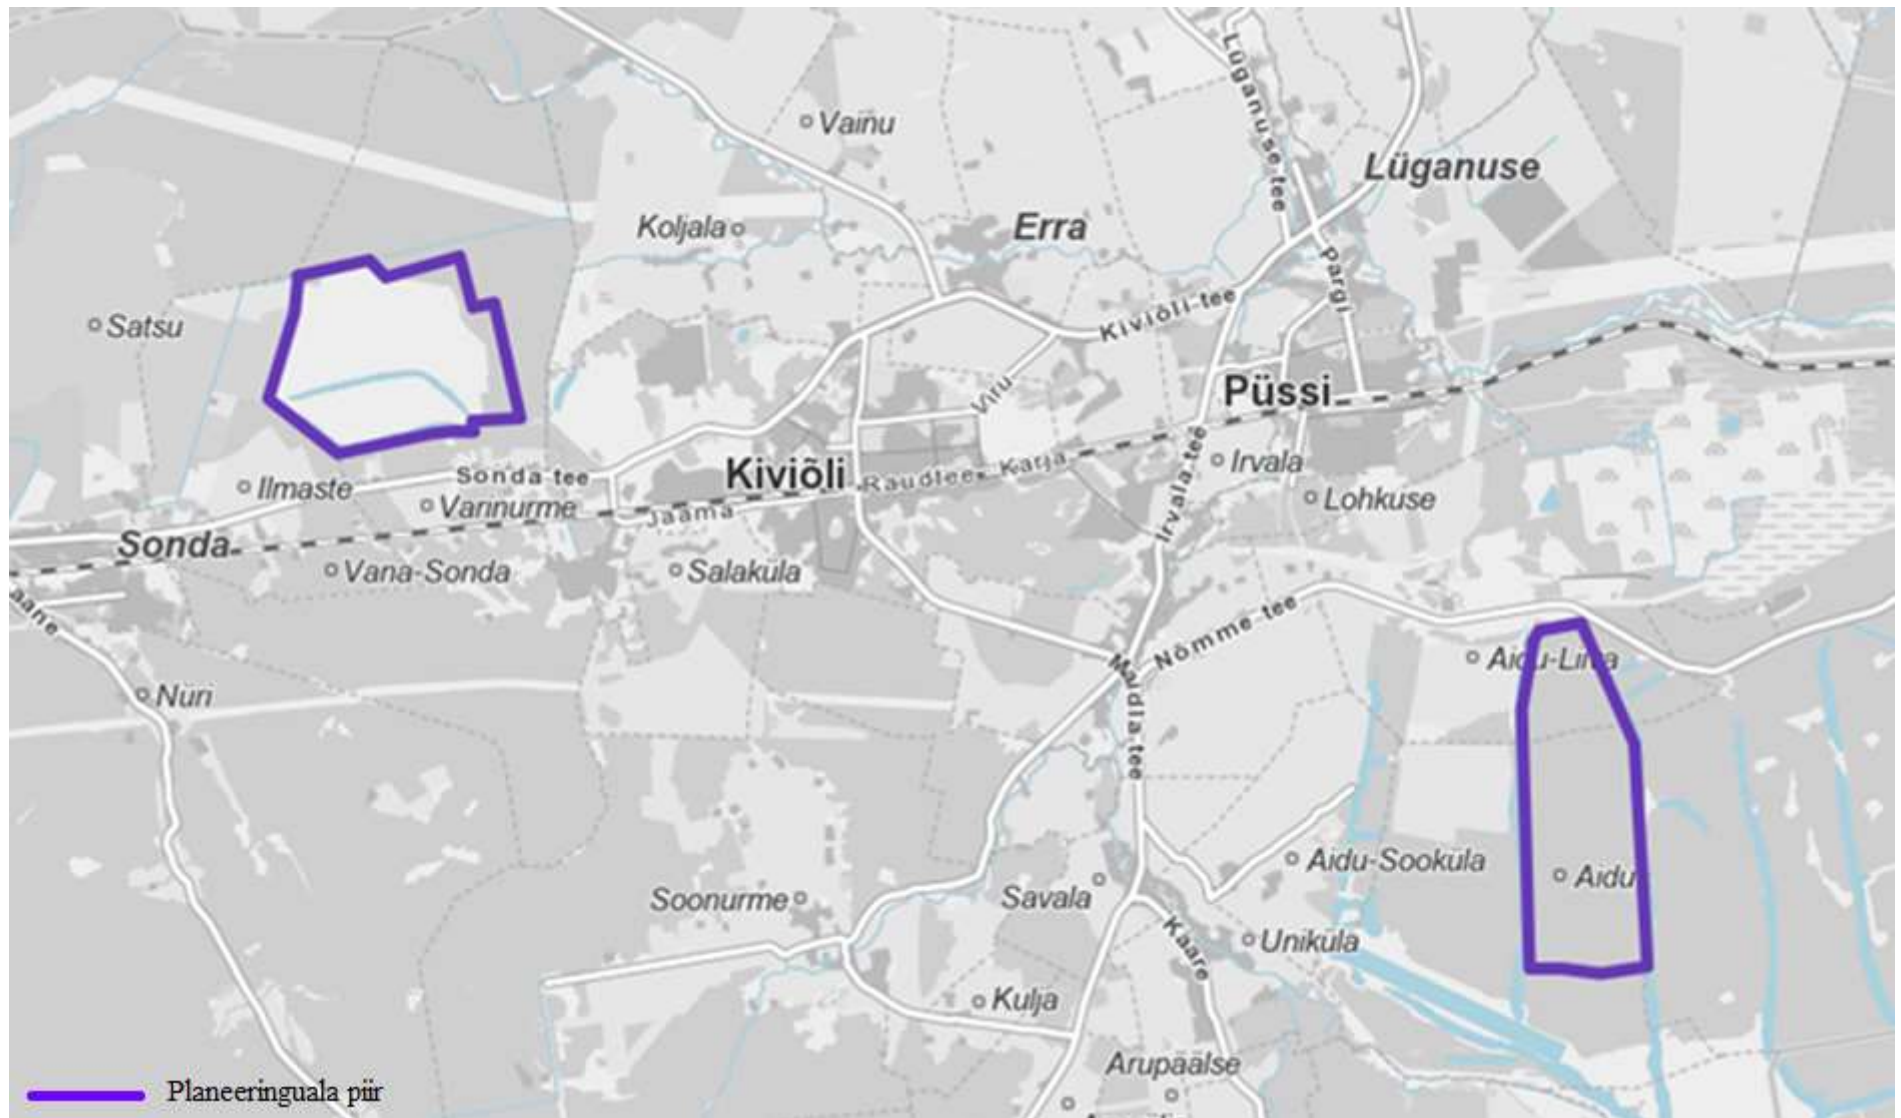 Lüganuse tee
Vainu
Lüganuse
Koljala
Erra
Pargi
Satsu
Kiviõli tee
Püssi
Viru
Irvala tee
Irvala
Karja
Kiviõli
Raudtee
Sonda tee
Ilmaste
Varinurme
Lohkuse
Jaama
Sonda
Vana-Sonda
Salaküla
Nõmme tee
Aidu-Liiva
Maidla tee
Nüri
Aidu-Sooküla
Aidu
Soonurme
Savala
Kaare
Uniküla
Kulja
Arupäälse
Planeeringuala piir